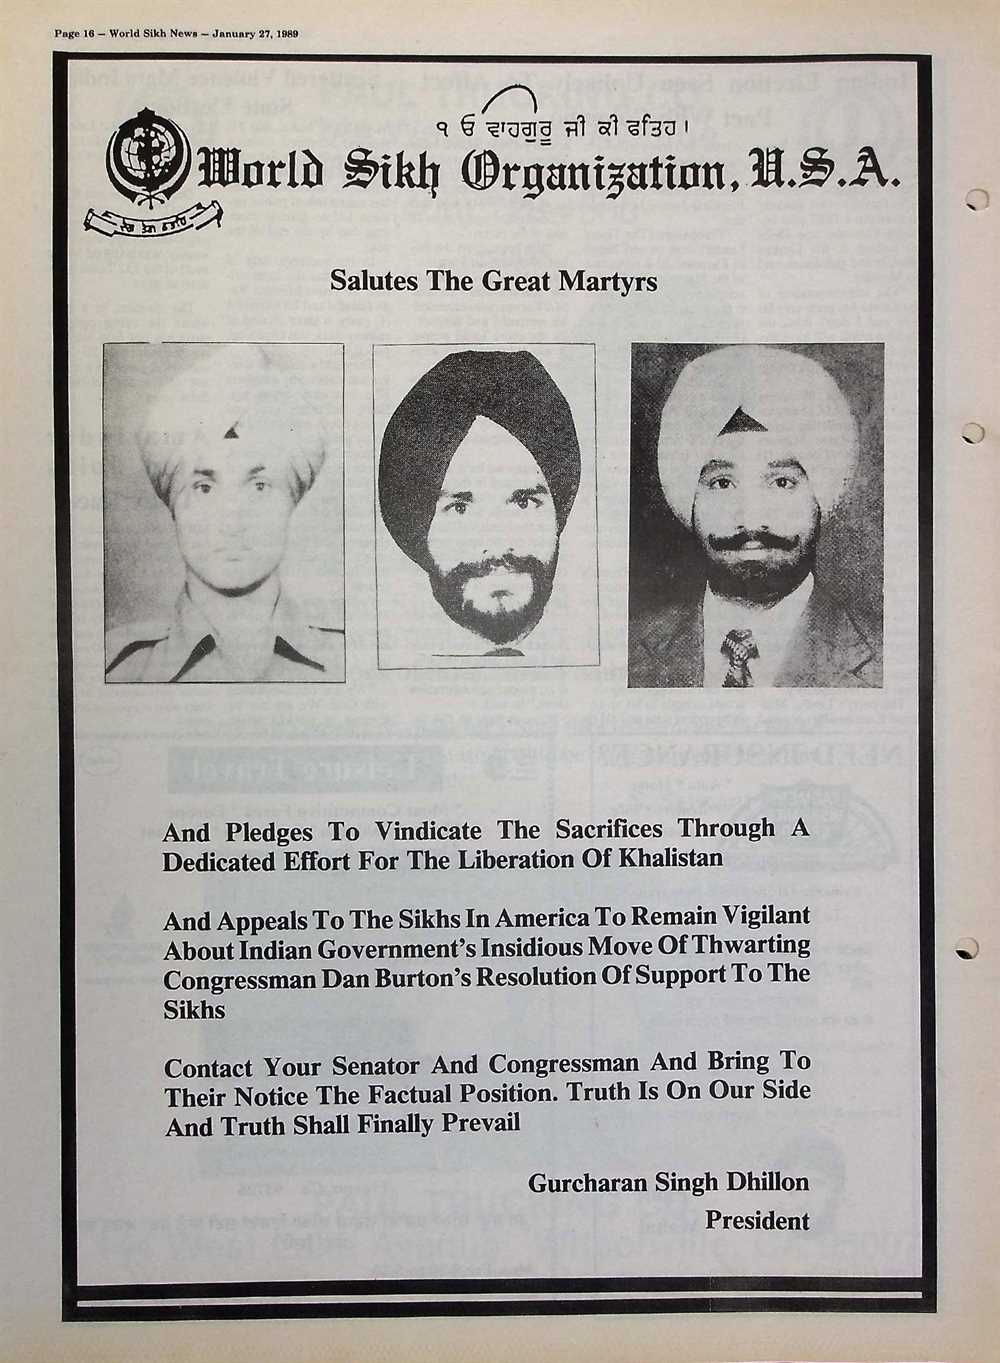 Page 16 — World Sikh News — January 27, 1989
੧ ਓ ਵਾਹਗੁਰੂ ਜੀ ਕੀ ਫਤਿਹ।
World Sikh Organization, U.S.A.
ਦੇਗ ਤੇਗ ਫਤਹਿ
Salutes The Great Martyrs
And Pledges To Vindicate The Sacrifices Through A
Dedicated Effort For The Liberation Of Khalistan
And Appeals To The Sikhs In America To Remain Vigilant
About Indian Government's Insidious Move Of Thwarting
Congressman Dan Burton's Resolution Of Support To The
Sikhs
Contact Your Senator And Congressman And Bring To
Their Notice The Factual Position. Truth Is On Our Side
And Truth Shall Finally Prevail
Gurcharan Singh Dhillon
President